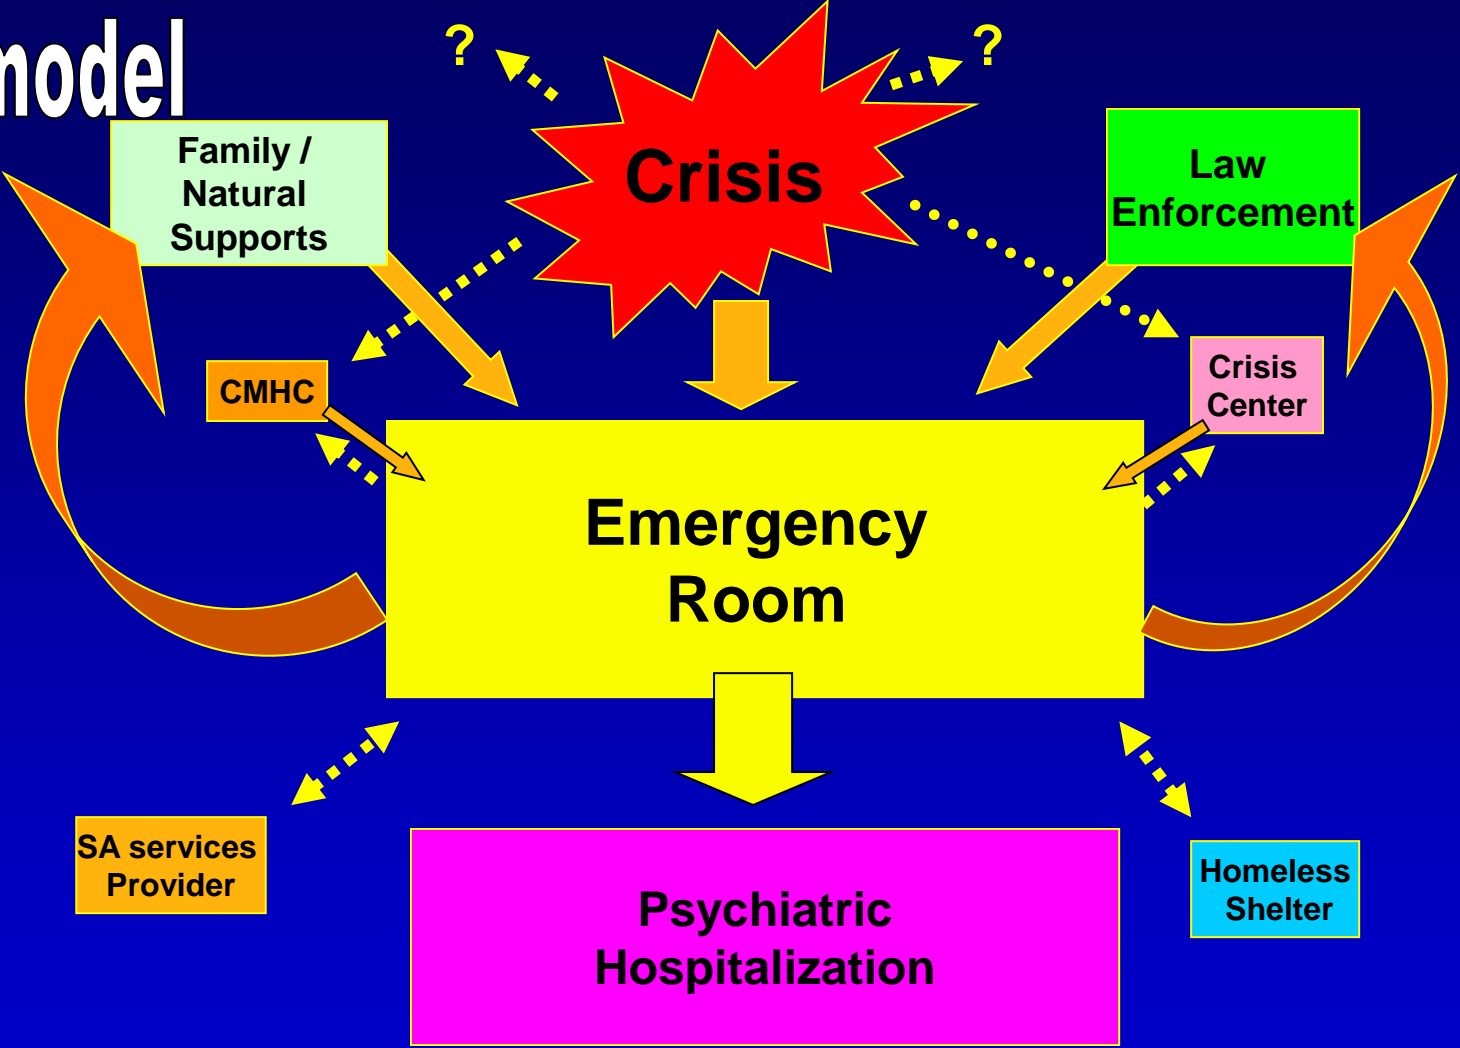 model
?
?
Crisis
Family /
Natural
Supports
Law
Enforcement
CMHC
Crisis
Center
Emergency
Room
SA services
Provider
Homeless
Shelter
Psychiatric
Hospitalization